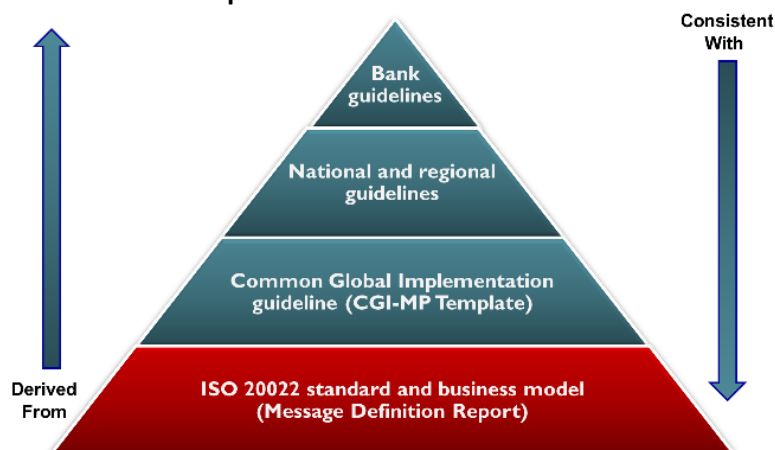 Consistent
With
Bank
guidelines
National and regional
guidelines
Common Global Implementation
guideline (CGI-MP Template)
Derived
From
ISO 20022 standard and business model
(Message Definition Report)